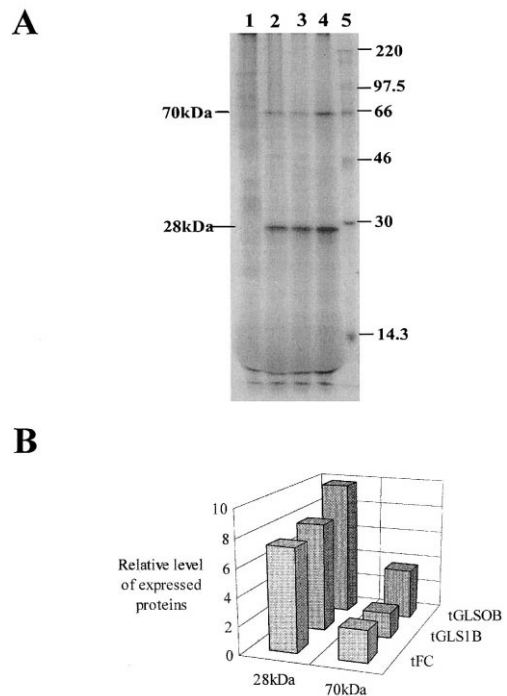 A
1 2 3 4 5
220
97.5
70kDa 66
46
28kDa 30
14.3
B
10
8
6
4
2
0
Relative level
of expressed
proteins
tGLSOB
tGLS1B
tFC
28kDa 70kDa